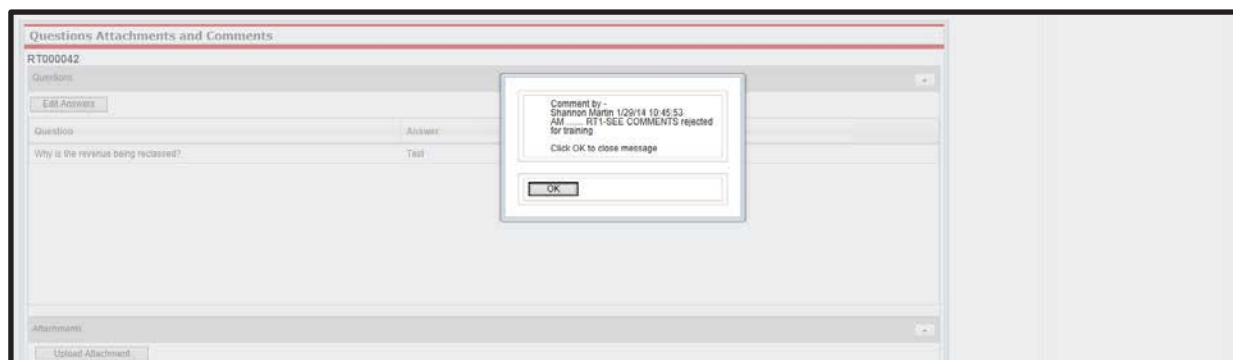 Questions Attachments and Comments
RT000042
Questions
Edit Answers
Question Answer
Why is the revenue being reclassed? Test
Comment by -
Shannon Martin 1/29/14 10:45:53
AM ...... RT1-SEE COMMENTS rejected
for training
Click OK to close message
OK
Attachments
Upload Attachment